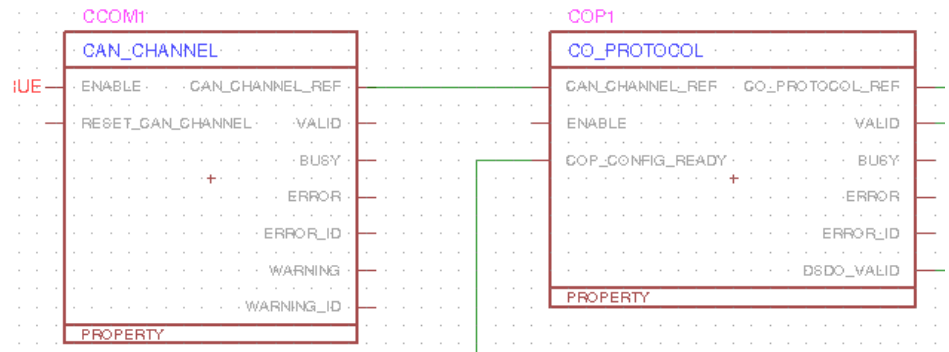 CCOM1
CAN_CHANNEL
ENABLE CAN_CHANNEL_REF
RESET_CAN_CHANNEL VALID
BUSY
ERROR
ERROR_ID
WARNING
WARNING_ID
PROPERTY
COP1
CO_PROTOCOL
CAN_CHANNEL_REF CO_PROTOCOL_REF
ENABLE VALID
COP_CONFIG_READY BUSY
ERROR
ERROR_ID
DSDO_VALID
PROPERTY